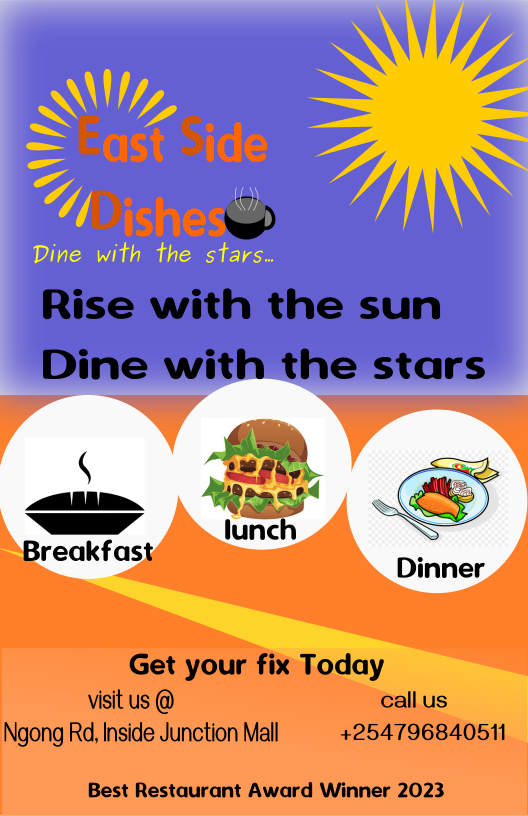 East Side
Dishes
Dine with the stars...
Rise with the sun
Dine with the stars
Breakfast
lunch
Dinner
Get your fix Today
visit us @
Ngong Rd, Inside Junction Mall
call us
+254796840511
Best Restaurant Award Winner 2023